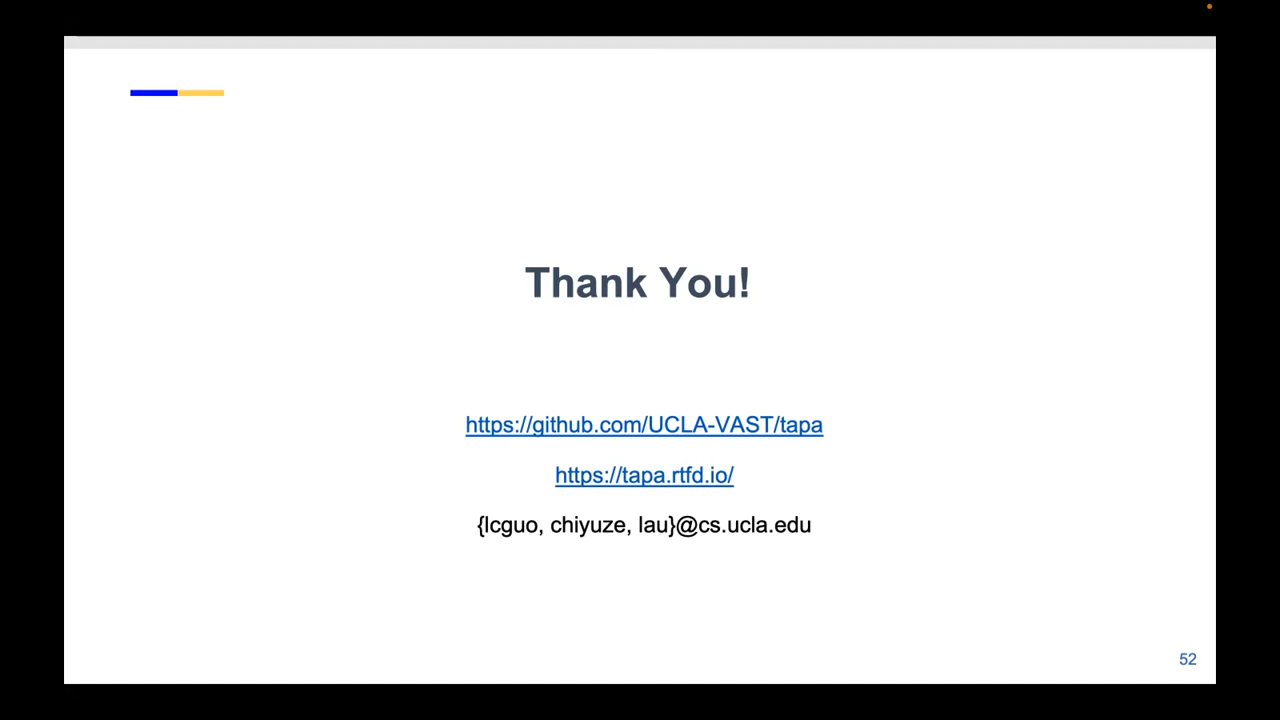 Thank You!
https://github.com/UCLA-VAST/tapa
https://tapa.rtfd.io/
{lcguo, chiyuze, lau}@cs.ucla.edu
52